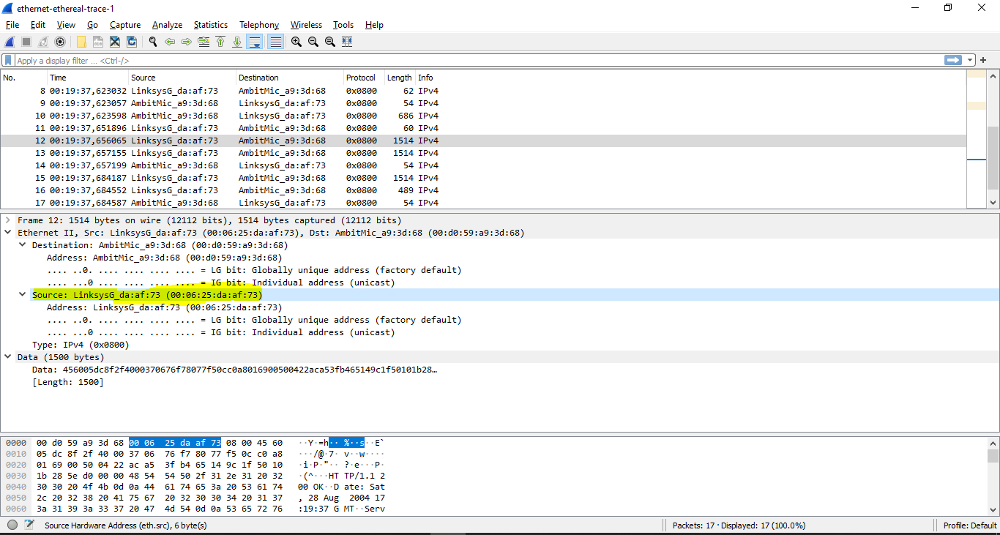 ethernet-ethereal-trace-1
File Edit View Go Capture Analyze Statistics Telephony Wireless Tools Help
Apply a display filter ... <Ctrl-/>
No. Time Source Destination Protocol Length Info
8 00:19:37,623032 LinksysG_da:af:73 AmbitMic_a9:3d:68 0x0800 62 IPv4
9 00:19:37,623057 AmbitMic_a9:3d:68 LinksysG_da:af:73 0x0800 54 IPv4
10 00:19:37,623598 AmbitMic_a9:3d:68 LinksysG_da:af:73 0x0800 686 IPv4
11 00:19:37,651896 LinksysG_da:af:73 AmbitMic_a9:3d:68 0x0800 60 IPv4
12 00:19:37,656065 LinksysG_da:af:73 AmbitMic_a9:3d:68 0x0800 1514 IPv4
13 00:19:37,657155 LinksysG_da:af:73 AmbitMic_a9:3d:68 0x0800 1514 IPv4
14 00:19:37,657199 AmbitMic_a9:3d:68 LinksysG_da:af:73 0x0800 54 IPv4
15 00:19:37,684187 LinksysG_da:af:73 AmbitMic_a9:3d:68 0x0800 1514 IPv4
16 00:19:37,684552 LinksysG_da:af:73 AmbitMic_a9:3d:68 0x0800 489 IPv4
17 00:19:37,684587 AmbitMic_a9:3d:68 LinksysG_da:af:73 0x0800 54 IPv4
Frame 12: 1514 bytes on wire (12112 bits), 1514 bytes captured (12112 bits)
Ethernet II, Src: LinksysG_da:af:73 (00:06:25:da:af:73), Dst: AmbitMic_a9:3d:68 (00:d0:59:a9:3d:68)
Destination: AmbitMic_a9:3d:68 (00:d0:59:a9:3d:68)
Address: AmbitMic_a9:3d:68 (00:d0:59:a9:3d:68)
.... ..0. .... .... .... .... = LG bit: Globally unique address (factory default)
.... ...0 .... .... .... .... = IG bit: Individual address (unicast)
Source: LinksysG_da:af:73 (00:06:25:da:af:73)
Address: LinksysG_da:af:73 (00:06:25:da:af:73)
.... ..0. .... .... .... .... = LG bit: Globally unique address (factory default)
.... ...0 .... .... .... .... = IG bit: Individual address (unicast)
Type: IPv4 (0x0800)
Data (1500 bytes)
Data: 456005dc8f2f4000370676f78077f50cc0a8016900500422aca53fb465149c1f50101b28…
[Length: 1500]
0000 00 d0 59 a9 3d 68 00 06 25 da af 73 08 00 45 60 ··Y·=h·· %··s··E`
0010 05 dc 8f 2f 40 00 37 06 76 f7 80 77 f5 0c c0 a8 ···/@·7· v··w····
0020 01 69 00 50 04 22 ac a5 3f b4 65 14 9c 1f 50 10 ·i·P·"·· ?·e···P·
0030 1b 28 5e d0 00 00 48 54 54 50 2f 31 2e 31 20 32 ·(^···HT TP/1.1 2
0040 30 30 20 4f 4b 0d 0a 44 61 74 65 3a 20 53 61 74 00 OK··D ate: Sat
0050 2c 20 32 38 20 41 75 67 20 32 30 30 34 20 31 37 , 28 Aug 2004 17
0060 3a 31 39 3a 33 37 20 47 4d 54 0d 0a 53 65 72 76 :19:37 G MT··Serv
Source Hardware Address (eth.src), 6 byte(s) Packets: 17 · Displayed: 17 (100.0%) Profile: Default